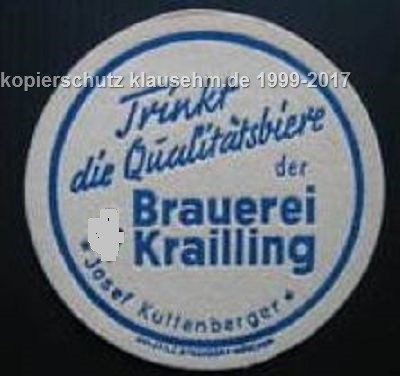 kopierschutz klausehm.de 1999-2017
Trinkt
die Qualitätsbiere
der
Brauerei
Krailling
* Josef Kuttenberger *